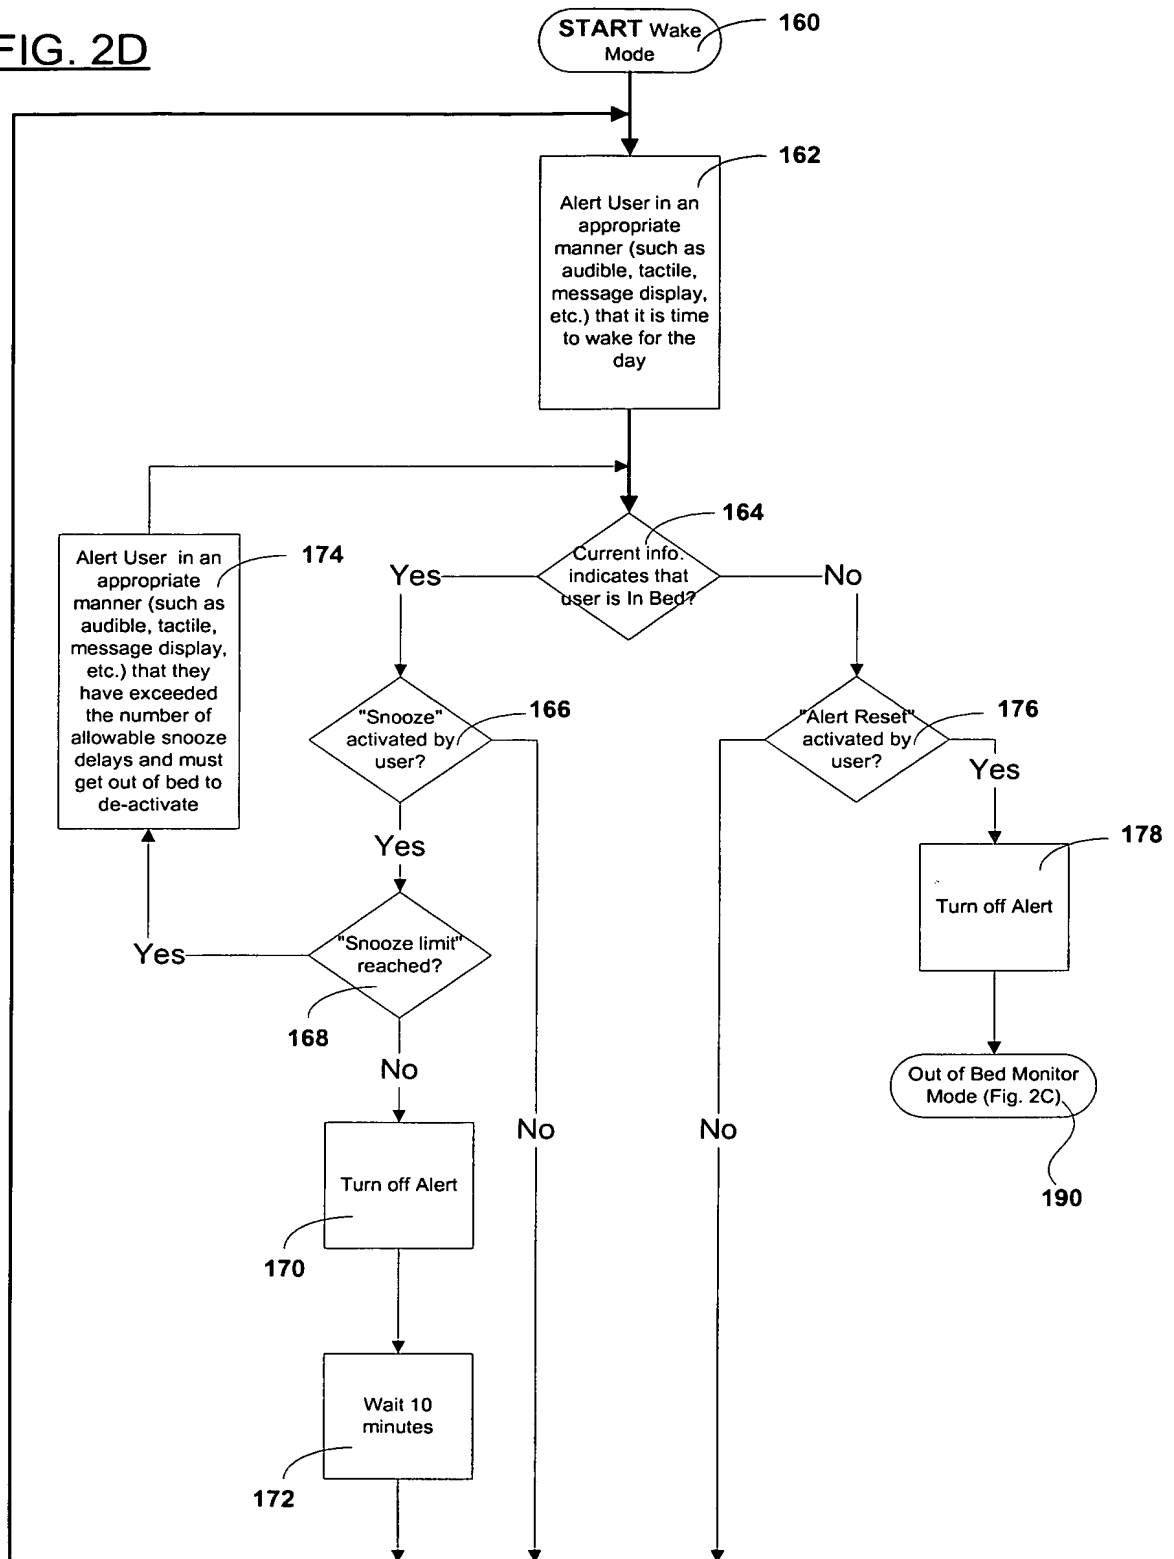 FIG. 2D
START Wake
Mode
160
162
Alert User in an
appropriate
manner (such as
audible, tactile,
message display,
etc.) that it is time
to wake for the
day
164
Current info.
indicates that
user is In Bed?
Yes
No
174
Alert User in an
appropriate
manner (such as
audible, tactile,
message display,
etc.) that they
have exceeded
the number of
allowable snooze
delays and must
get out of bed to
de-activate
"Snooze"
activated by
user?
166
"Alert Reset"
activated by
user?
176
Yes
Yes
178
Turn off Alert
"Snooze limit"
reached?
Yes
168
No
Out of Bed Monitor
Mode (Fig. 2C)
190
No
No
Turn off Alert
170
Wait 10
minutes
172